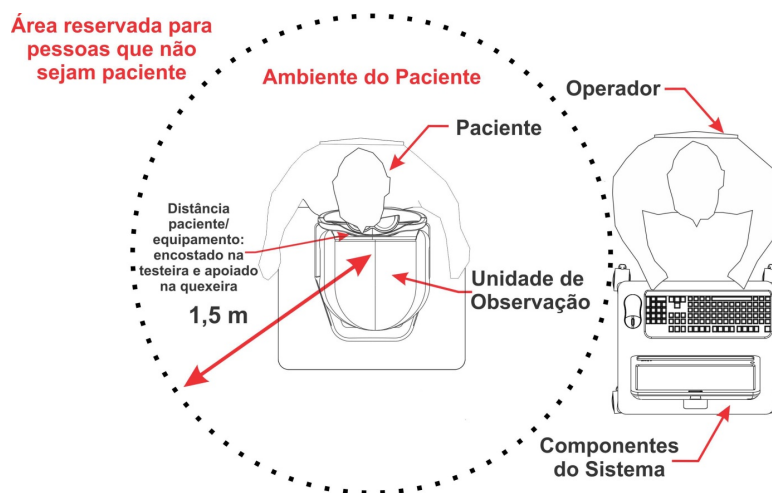 Área reservada para
pessoas que não
sejam paciente
Ambiente do Paciente
Operador
Paciente
Distância
paciente/
equipamento:
encostado na
testeira e apoiado
na quexeira
1,5 m
Unidade de
Observação
Componentes
do Sistema